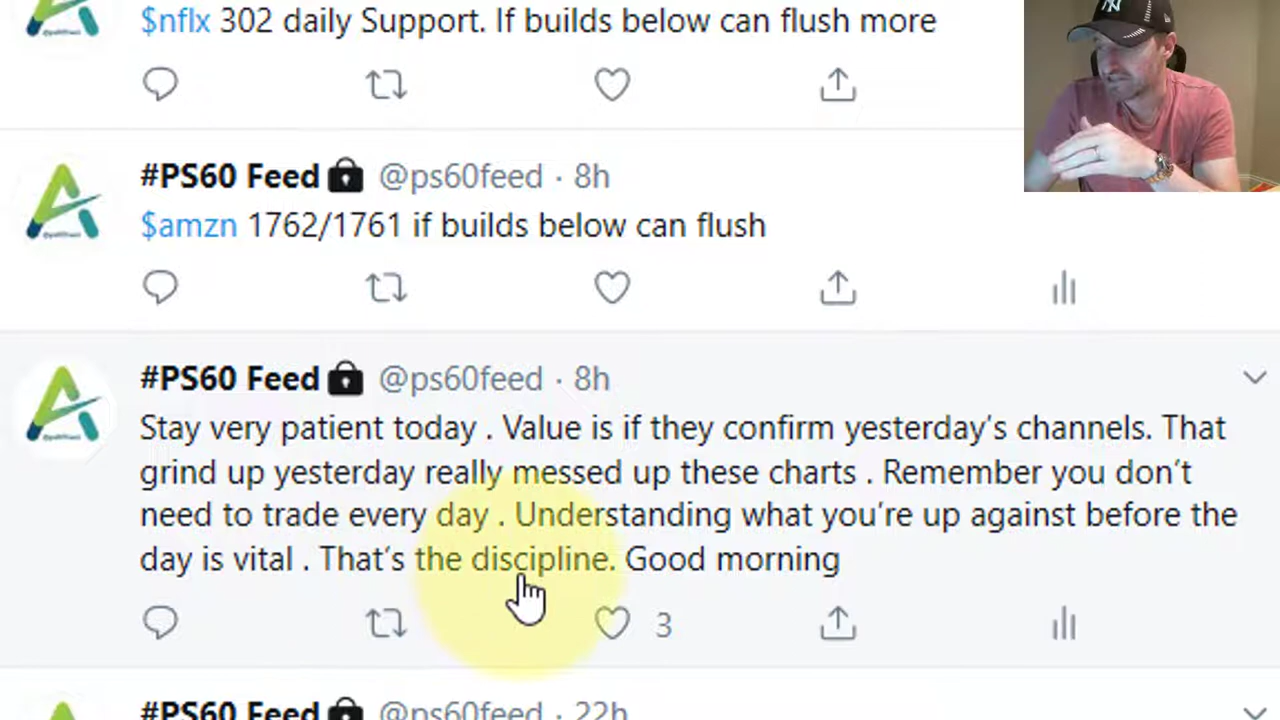 $nflx 302 daily Support. If builds below can flush more
#PS60 Feed @ps60feed · 8h
$amzn 1762/1761 if builds below can flush
#PS60 Feed @ps60feed · 8h
Stay very patient today . Value is if they confirm yesterday's channels. That
grind up yesterday really messed up these charts . Remember you don't
need to trade every day . Understanding what you're up against before the
day is vital . That's the discipline. Good morning
3
#PS60 Feed @ps60feed · 22h